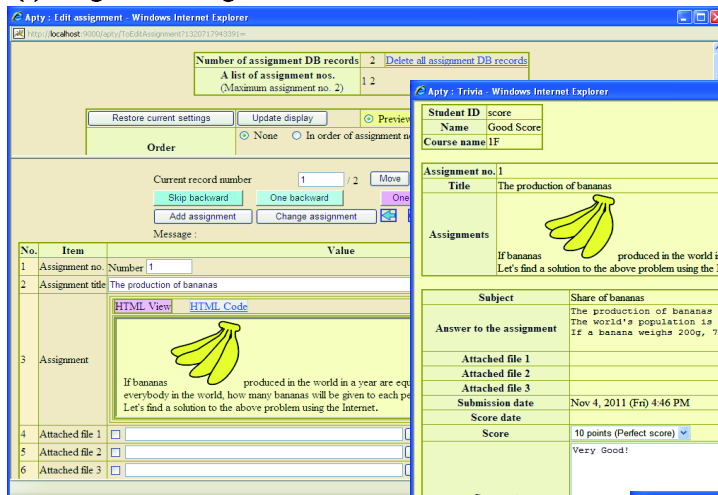 Apty : Edit assignment - Windows Internet Explorer
http://localhost:9000/apty/ToEditAssignment?1320717943391=
Number of assignment DB records 2 Delete all assignment DB records
A list of assignment nos.
(Maximum assignment no. 2)
1 2
Restore current settings Update display Preview
Order
None In order of assignment
Current record number 1 / 2 Move
Skip backward One backward One
Add assignment Change assignment
Message :
No. Item Value
1 Assignment no. Number 1
2 Assignment title The production of bananas
HTML View HTML Code
3 Assignment
If bananas produced in the world in a year are
everybody in the world, how many bananas will be given to each
Let's find a solution to the above problem using the Internet.
4 Attached file 1
5 Attached file 2
6 Attached file 3
Apty : Trivia - Windows Internet Explorer
Student ID score
Name Good Score
Course name 1F
Assignment no. 1
Title The production of bananas
Assignments
If bananas produced in the world
Let's find a solution to the above problem using the
Subject Share of bananas
Answer to the assignment
The production of bananas
The world's population is
If a banana weighs 200g, 7
Attached file 1
Attached file 2
Attached file 3
Submission date Nov 4, 2011 (Fri) 4:46 PM
Score date
Score 10 points (Perfect score)
Very Good!